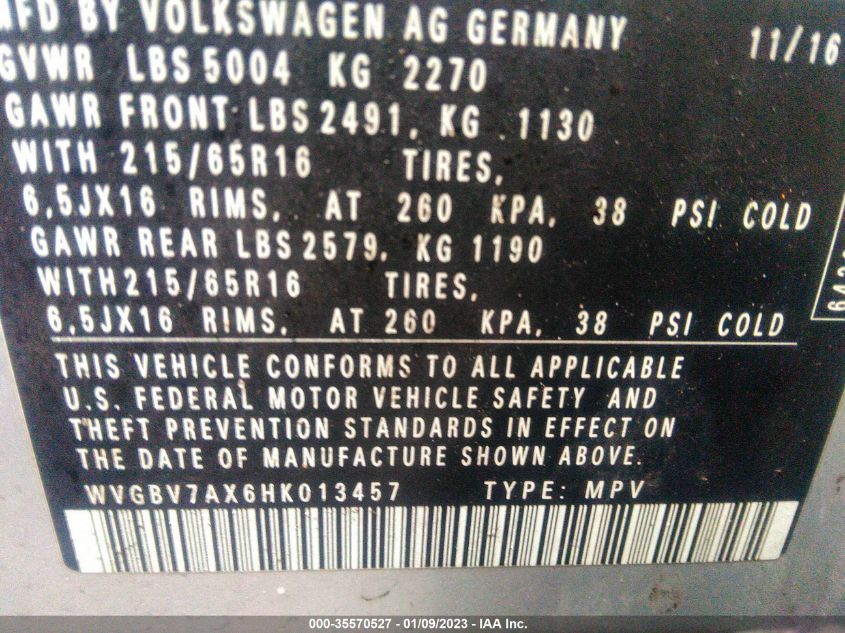 MFD BY VOLKSWAGEN AG GERMANY 11/16
GVWR LBS 5004 KG 2270
GAWR FRONT LBS 2491, KG 1130
WITH 215/65R16 TIRES,
6,5JX16 RIMS, AT 260 KPA, 38 PSI COLD
GAWR REAR LBS 2579, KG 1190
WITH 215/65R16 TIRES,
6,5JX16 RIMS, AT 260 KPA, 38 PSI COLD
THIS VEHICLE CONFORMS TO ALL APPLICABLE
U.S. FEDERAL MOTOR VEHICLE SAFETY AND
THEFT PREVENTION STANDARDS IN EFFECT ON
THE DATE OF MANUFACTURE SHOWN ABOVE.
WVGBV7AX6HK013457 TYPE: MPV
000-35570527 - 01/09/2023 - IAA Inc.